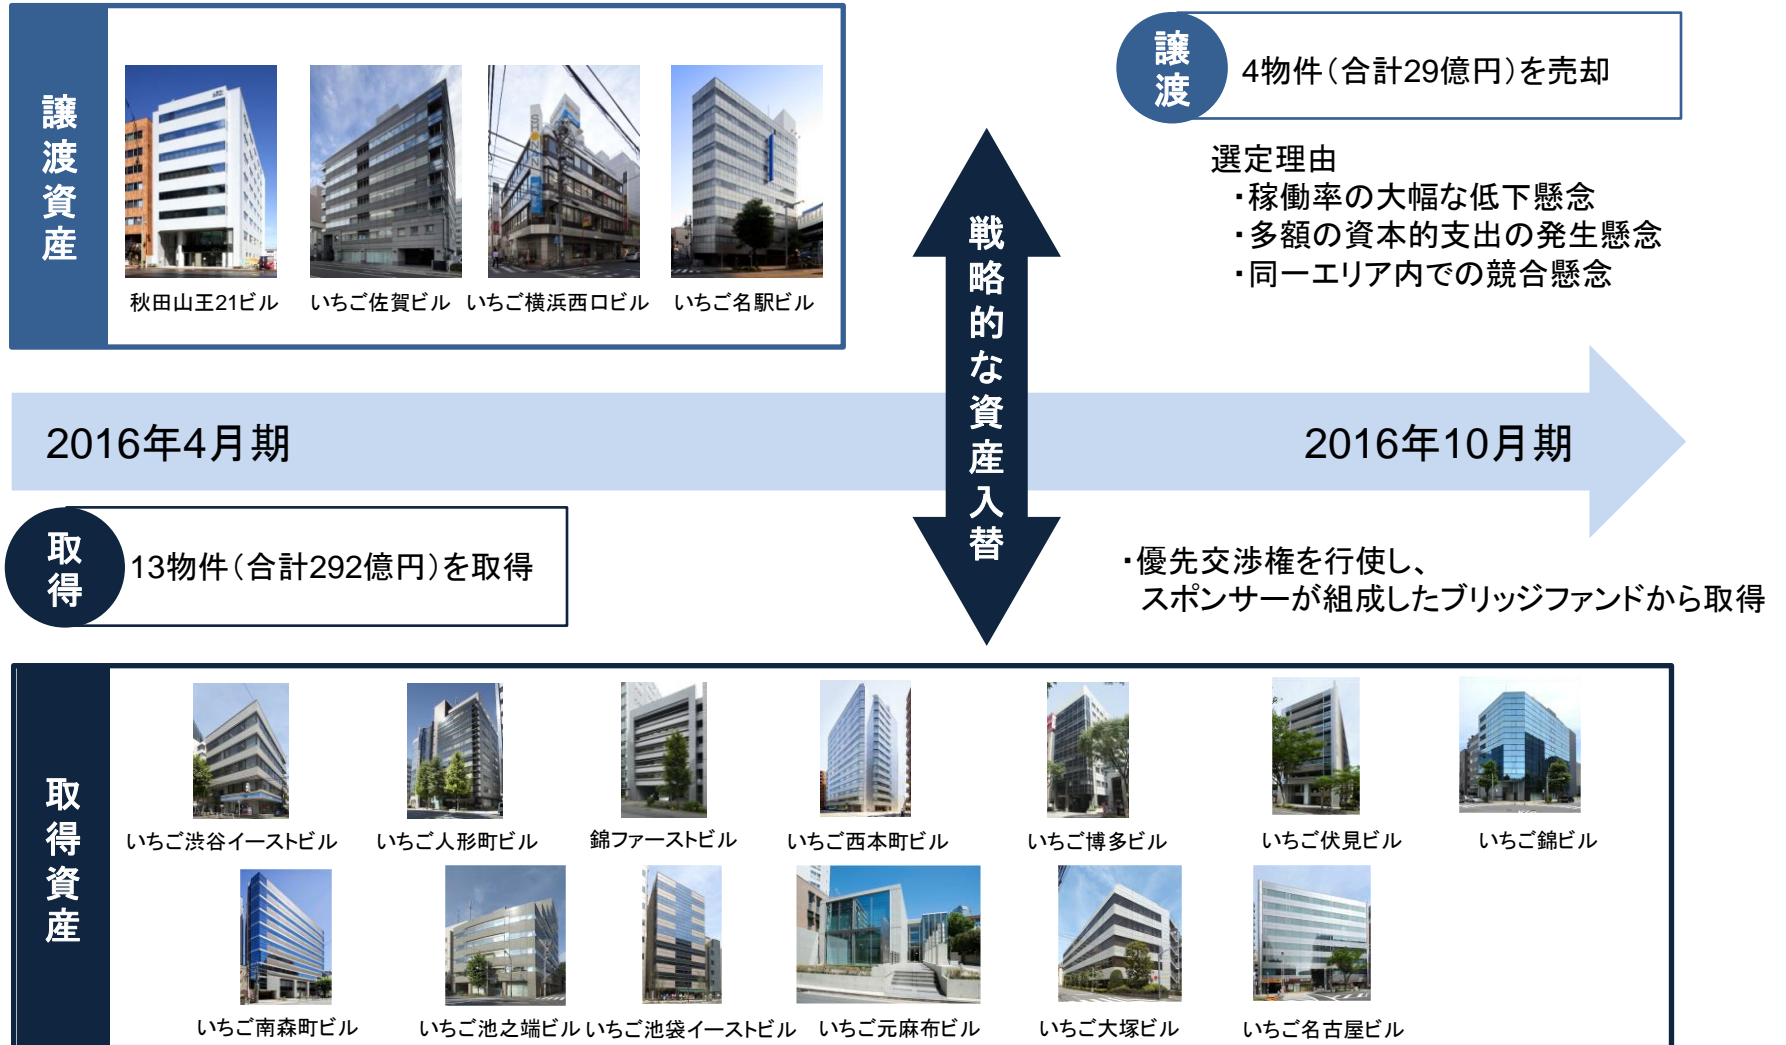 譲渡資産
秋田山王21ビル
いちご佐賀ビル
いちご横浜西口ビル
いちご名駅ビル
譲渡
4物件（合計29億円）を売却
選定理由
・稼働率の大幅な低下懸念
・多額の資本的支出の発生懸念
・同一エリア内での競合懸念
戦略的な資産入替
2016年4月期
2016年10月期
取得
13物件（合計292億円）を取得
・優先交渉権を行使し、
スポンサーが組成したブリッジファンドから取得
取得資産
いちご渋谷イーストビル
いちご人形町ビル
錦ファーストビル
いちご西本町ビル
いちご博多ビル
いちご伏見ビル
いちご錦ビル
いちご南森町ビル
いちご池之端ビル
いちご池袋イーストビル
いちご元麻布ビル
いちご大塚ビル
いちご名古屋ビル